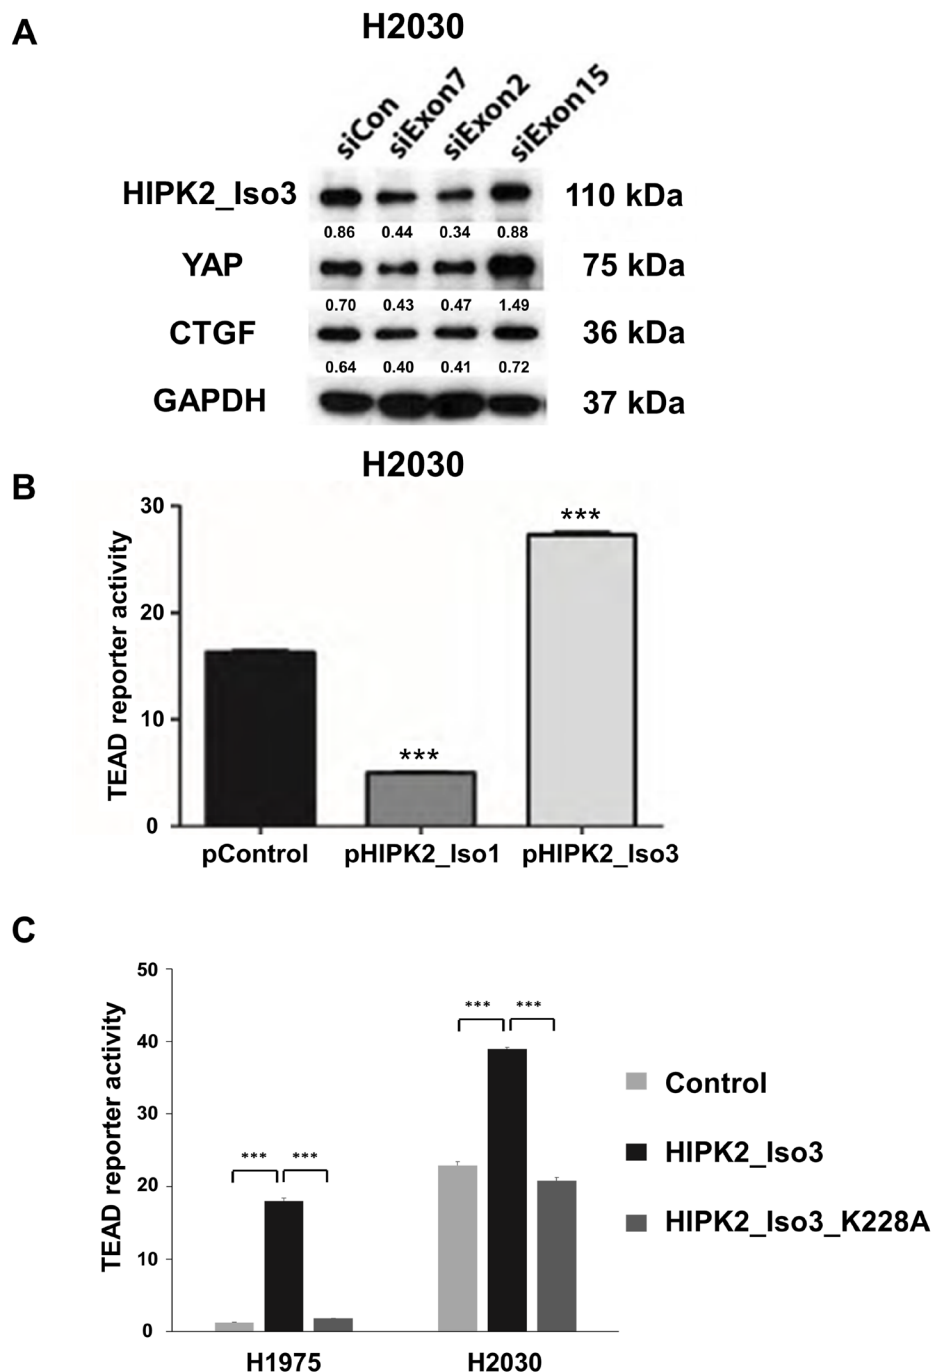 A
H2030
siCon siExon7 siExon2 siExon15
HIPK2_Iso3 110 kDa
0.86 0.44 0.34 0.88
YAP 75 kDa
0.70 0.43 0.47 1.49
CTGF 36 kDa
0.64 0.40 0.41 0.72
GAPDH 37 kDa
B
H2030
TEAD reporter activity
30
20
10
0
***
***
pControl pHIPK2_Iso1 pHIPK2_Iso3
C
TEAD reporter activity
50
40
30
20
10
0
*** ***
*** ***
H1975 H2030
Control
HIPK2_Iso3
HIPK2_Iso3_K228A